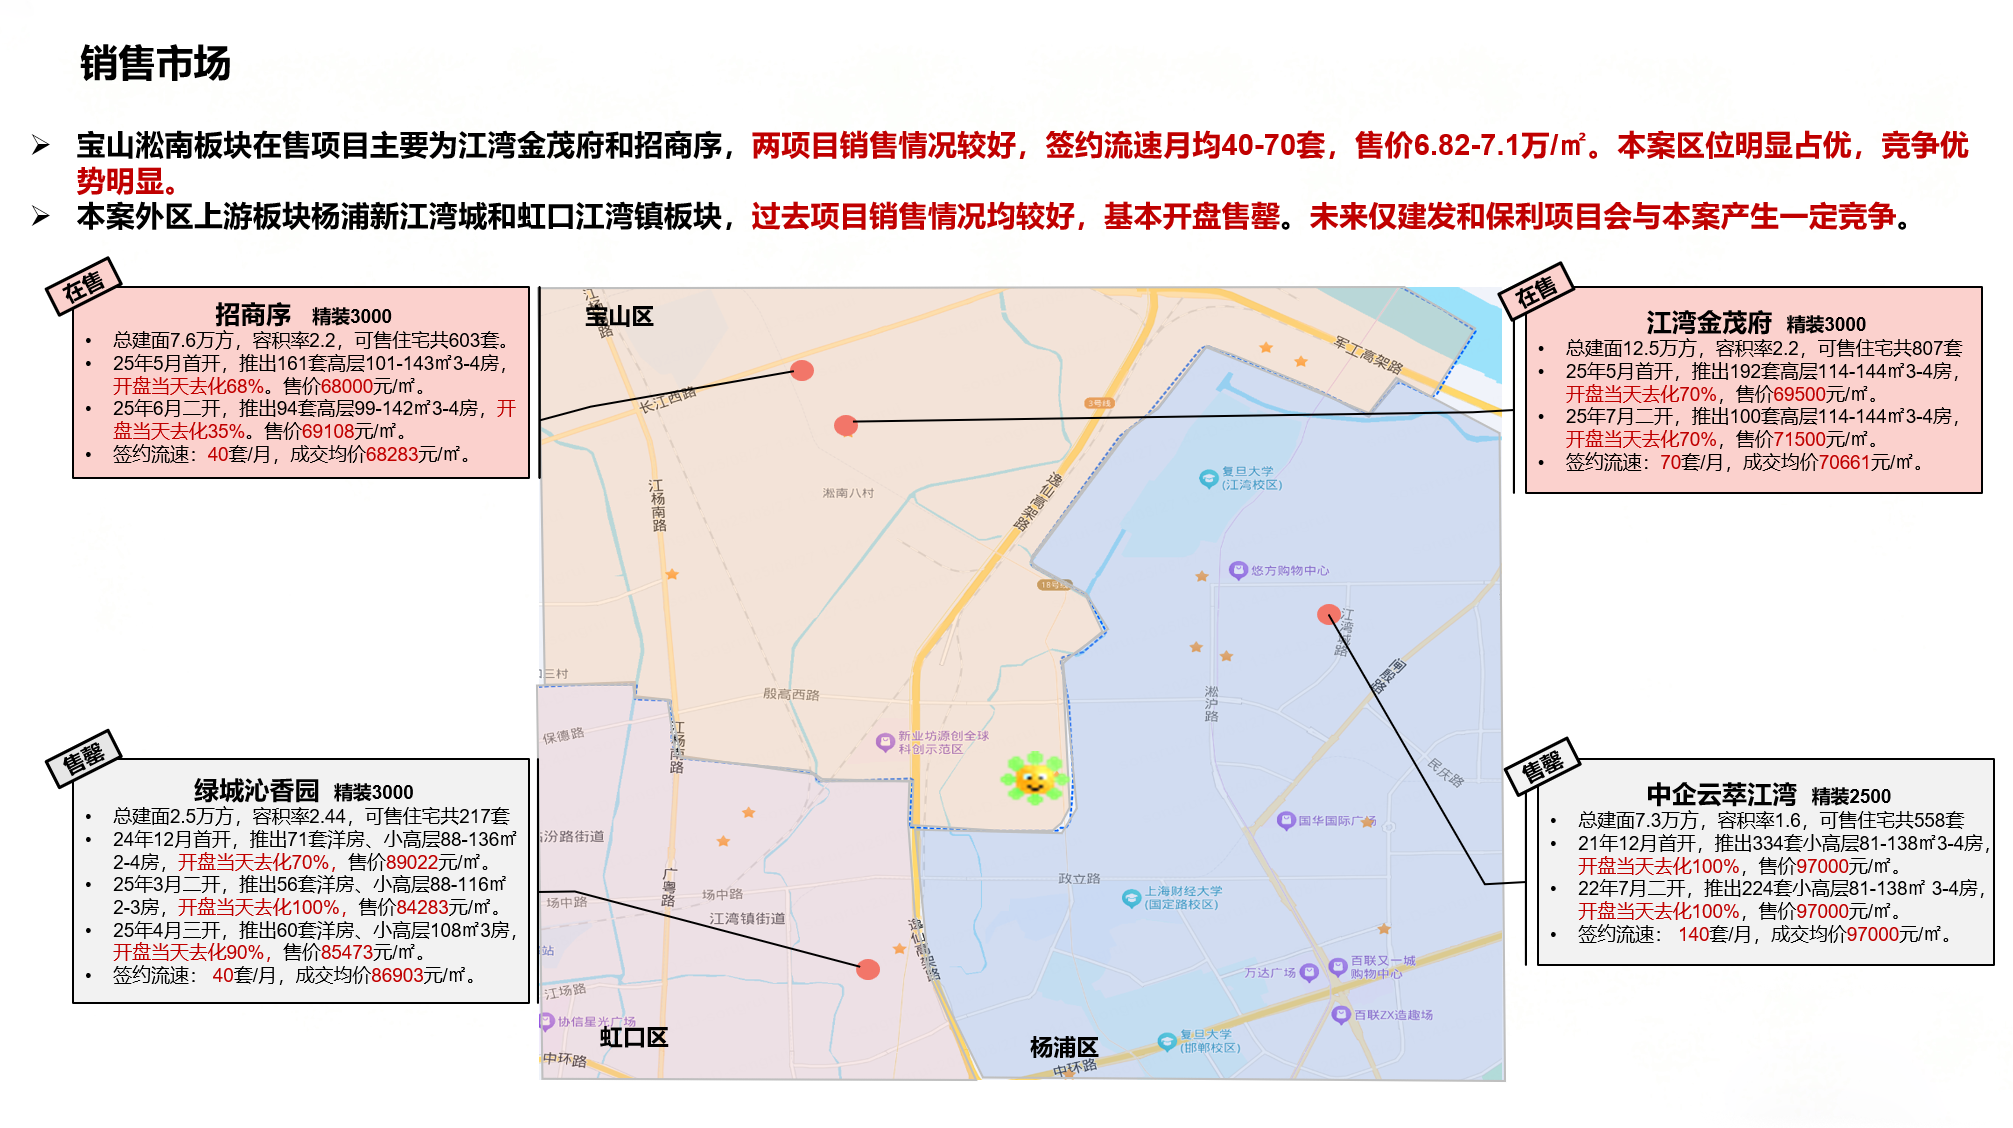 销售市场
宝山淞南板块在售项目主要为江湾金茂府和招商序，两项目销售情况较好，签约流速月均40-70套，售价6.82-7.1万/㎡。本案区位明显占优，竞争优
势明显。
本案外区上游板块杨浦新江湾城和虹口江湾镇板块，过去项目销售情况均较好，基本开盘售罄。未来仅建发和保利项目会与本案产生一定竞争。
在售
招商序 精装3000
• 总建面7.6万方，容积率2.2，可售住宅共603套。
• 25年5月首开，推出161套高层101-143㎡3-4房，
开盘当天去化68%。售价68000元/㎡。
• 25年6月二开，推出94套高层99-142㎡3-4房，开
盘当天去化35%。售价69108元/㎡。
• 签约流速：40套/月，成交均价68283元/㎡。
在售
江湾金茂府 精装3000
• 总建面12.5万方，容积率2.2，可售住宅共807套
• 25年5月首开，推出192套高层114-144㎡3-4房，
开盘当天去化70%，售价69500元/㎡。
• 25年7月二开，推出100套高层114-144㎡3-4房，
开盘当天去化70%，售价71500元/㎡。
• 签约流速：70套/月，成交均价70661元/㎡。
售罄
绿城沁香园 精装3000
• 总建面2.5万方，容积率2.44，可售住宅共217套
• 24年12月首开，推出71套洋房、小高层88-136㎡
2-4房，开盘当天去化70%，售价89022元/㎡。
• 25年3月二开，推出56套洋房、小高层88-116㎡
2-3房，开盘当天去化100%，售价84283元/㎡。
• 25年4月三开，推出60套洋房、小高层108㎡3房，
开盘当天去化90%，售价85473元/㎡。
• 签约流速： 40套/月，成交均价86903元/㎡。
售罄
中企云萃江湾 精装2500
• 总建面7.3万方，容积率1.6，可售住宅共558套
• 21年12月首开，推出334套小高层81-138㎡3-4房，
开盘当天去化100%，售价97000元/㎡。
• 22年7月二开，推出224套小高层81-138㎡ 3-4房，
开盘当天去化100%，售价97000元/㎡。
• 签约流速： 140套/月，成交均价97000元/㎡。
宝山区
军工高架路
长江西路
3号线
复旦大学
(江湾校区)
江杨南路
淞南八村
逸仙高架路
悠方购物中心
18号线
江湾城路
闸殷路
三村
殷高西路
淞沪路
保德路
江杨南路
新业坊源创全球
科创示范区
民庆路
国华国际广场
汾路街道
政立路
广粤路
场中路
场中路
上海财经大学
(国定路校区)
江湾镇街道
逸仙高架路
站
万达广场
百联又一城
购物中心
江场路
协信星光广场
百联ZX造趣场
虹口区
杨浦区
复旦大学
(邯郸校区)
中环路
中环路